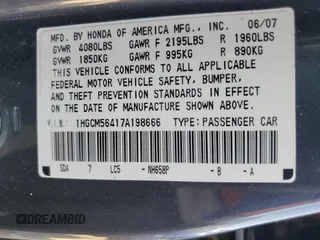 MFD. BY HONDA OF AMERICA MFG., INC. 06/07
GVWR 4080LBS GAWR F 2195LBS R 1960LBS
GVWR 1850KG GAWR F 995KG R 890KG
THIS VEHICLE CONFORMS TO ALL APPLICABLE
FEDERAL MOTOR VEHICLE SAFETY, BUMPER,
AND THEFT PREVENTION STANDARDS IN EFFECT
ON THE DATE OF MANUFACTURE SHOWN ABOVE.
V.I.N.: 1HGCM56417A198666 TYPE: PASSENGER CAR
SDA 7 LC5 - NH658P - B - A
DREAMBID